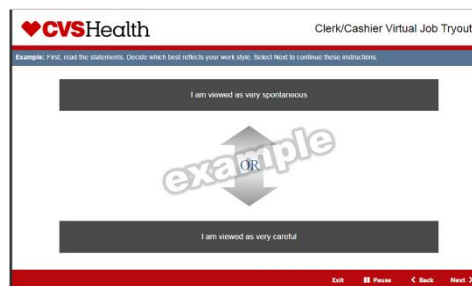 CVSHealth
Clerk/Cashier Virtual Job Tryout
Example: First, read the statements. Decide which best reflects your work style. Select Next to continue these instructions.
I am viewed as very spontaneous
example
OR
I am viewed as very careful
Exit Pause Back Next